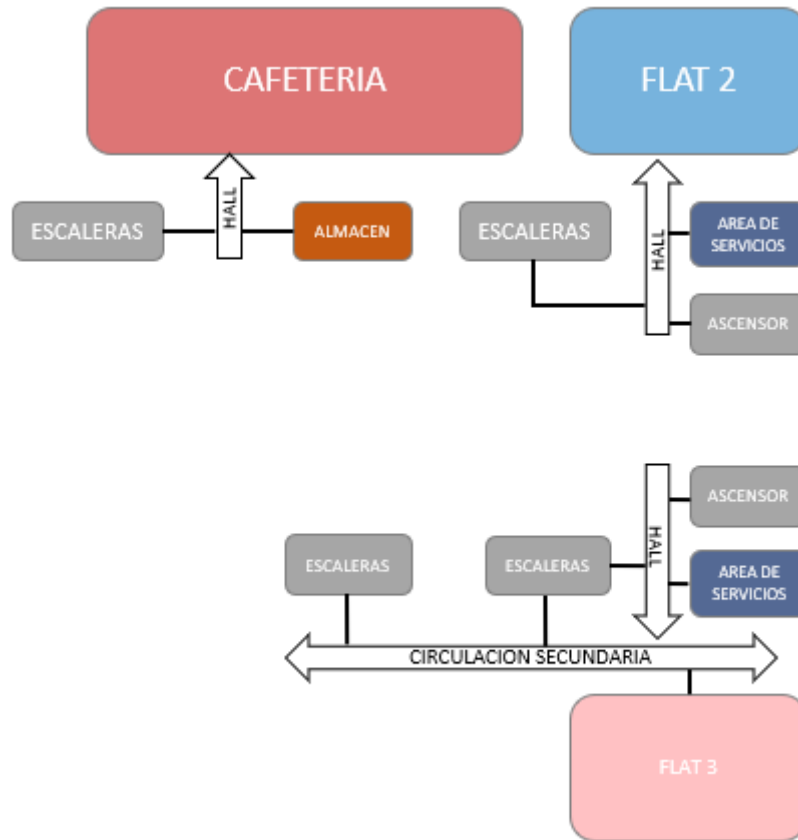 CAFETERIA
FLAT 2
HALL
ESCALERAS
ALMACEN
ESCALERAS
HALL
AREA DE
SERVICIOS
ASCENSOR
ASCENSOR
HALL
ESCALERAS
ESCALERAS
AREA DE
SERVICIOS
CIRCULACION SECUNDARIA
FLAT 3